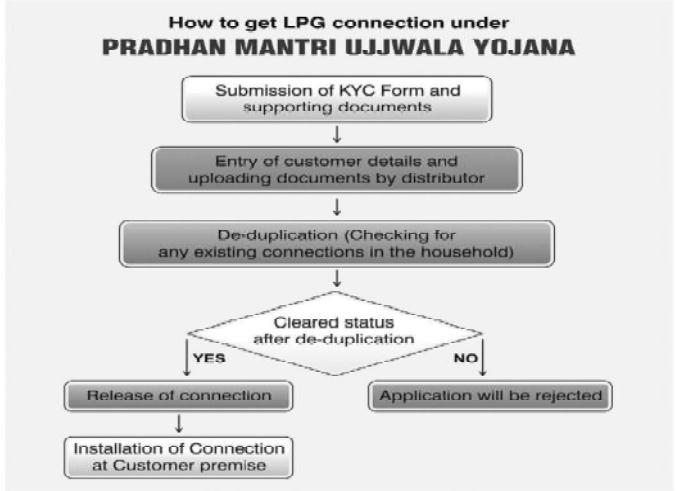 How to get LPG connection under
PRADHAN MANTRI UJJWALA YOJANA
Submission of KYC Form and
supporting documents
Entry of customer details and
uploading documents by distributor
De-duplication (Checking for
any existing connections in the household)
Cleared status
after de-duplication
YES
NO
Release of connection
Application will be rejected
Installation of Connection
at Customer premise